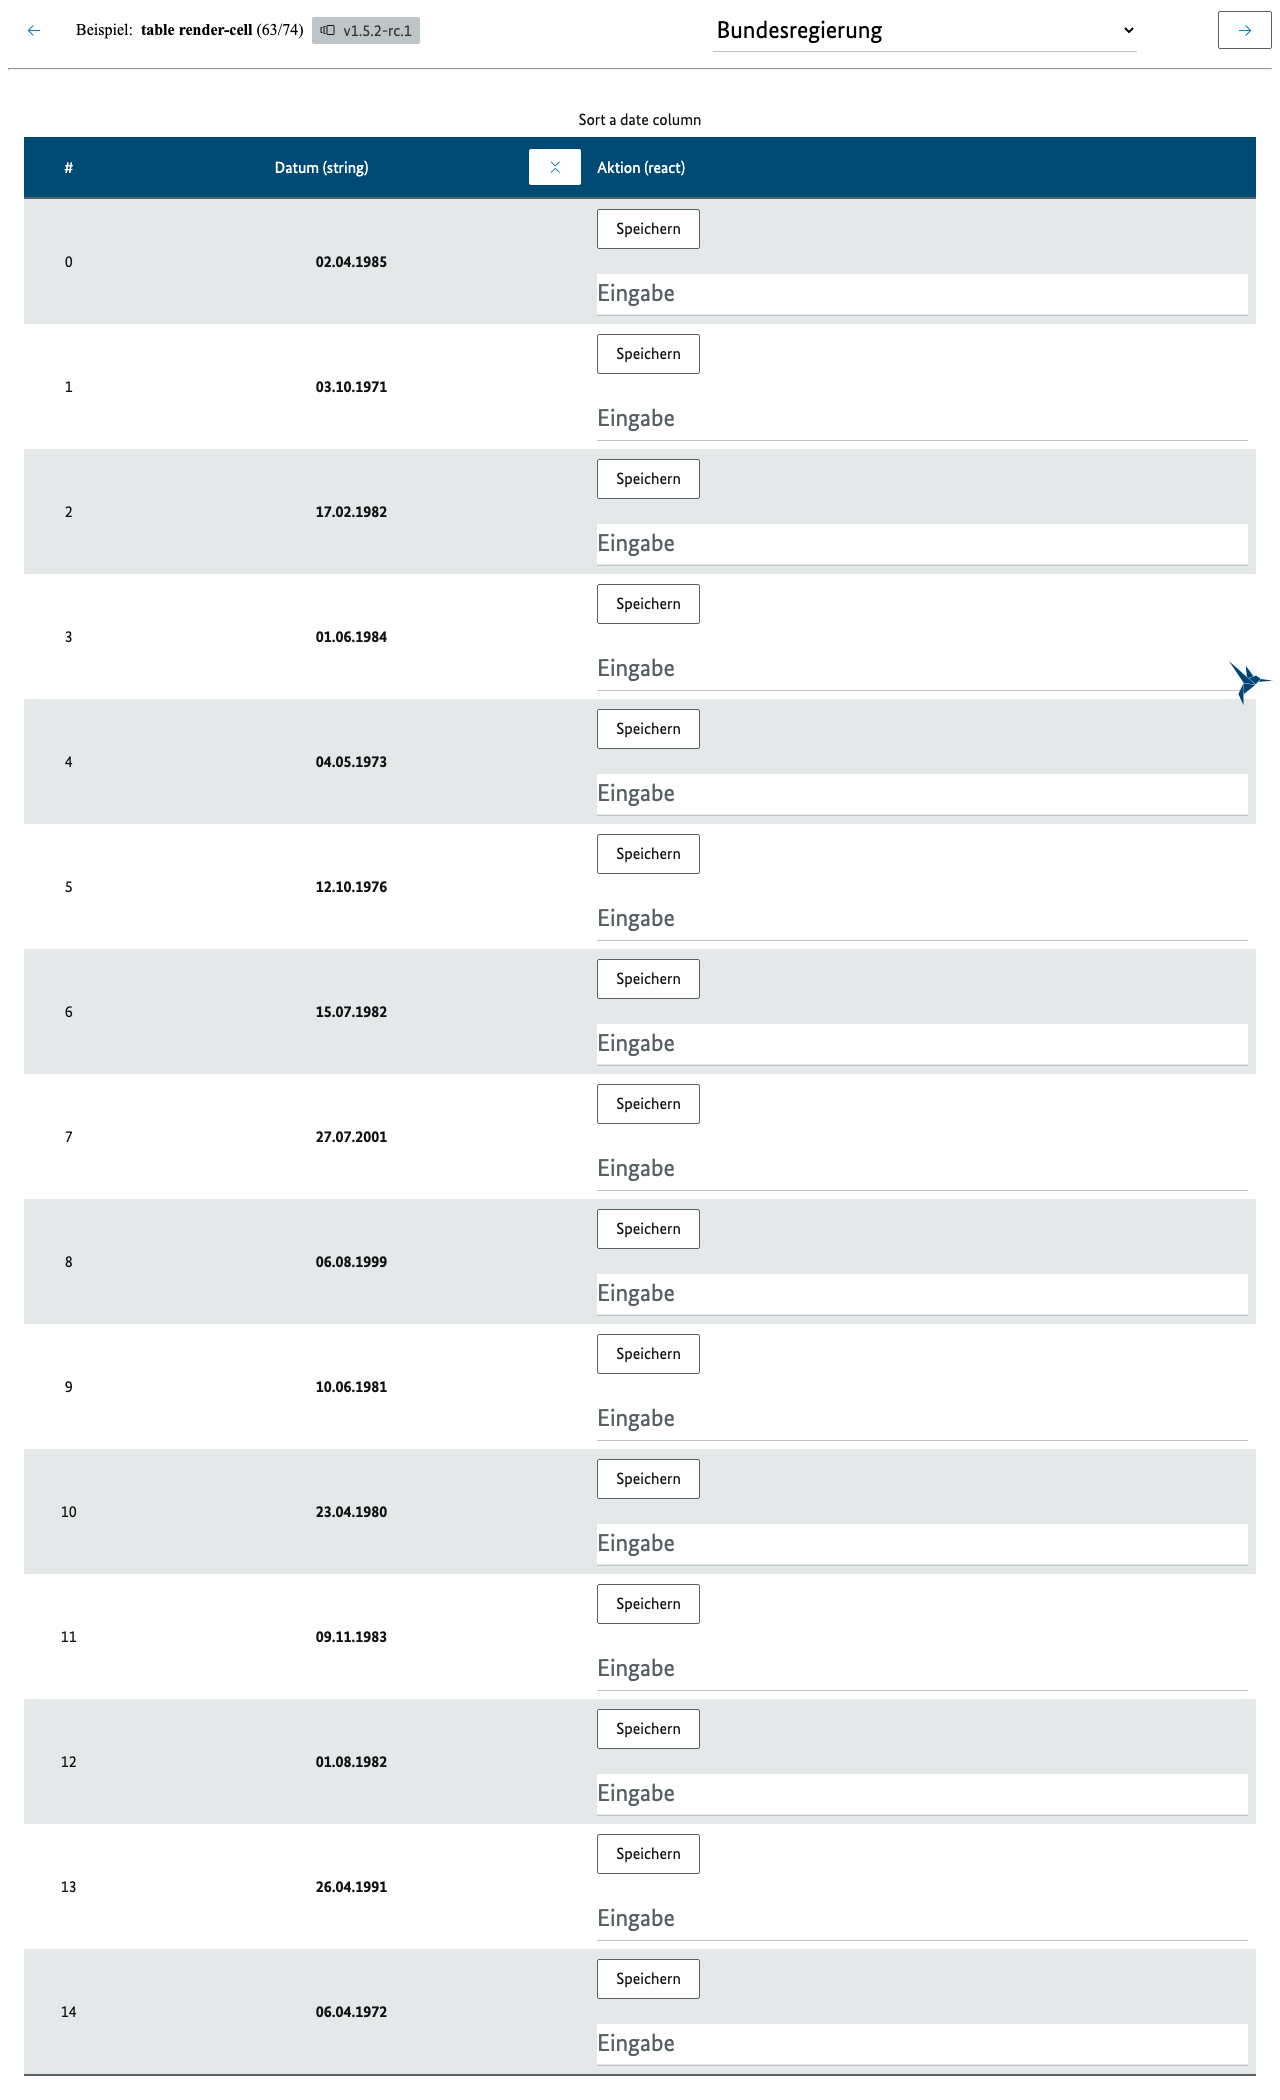 Beispiel: table render-cell (63/74) v1.5.2-rc.1 Bundesregierung
Sort a date column
# Datum (string) Aktion (react)
Speichern
0 02.04.1985
Eingabe
Speichern
1 03.10.1971
Eingabe
Speichern
2 17.02.1982
Eingabe
Speichern
3 01.06.1984
Eingabe
Speichern
4 04.05.1973
Eingabe
Speichern
5 12.10.1976
Eingabe
Speichern
6 15.07.1982
Eingabe
Speichern
7 27.07.2001
Eingabe
Speichern
8 06.08.1999
Eingabe
Speichern
9 10.06.1981
Eingabe
Speichern
10 23.04.1980
Eingabe
Speichern
11 09.11.1983
Eingabe
Speichern
12 01.08.1982
Eingabe
Speichern
13 26.04.1991
Eingabe
Speichern
14 06.04.1972
Eingabe